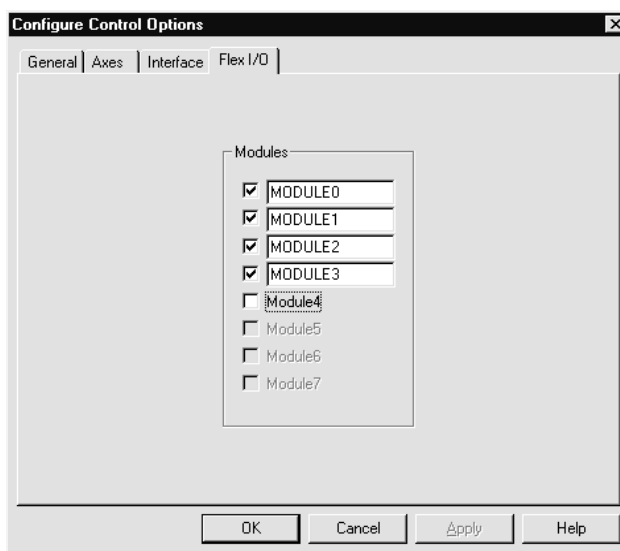 Configure Control Options
General Axes Interface Flex I/O
Modules
MODULE0
MODULE1
MODULE2
MODULE3
Module4
Module5
Module6
Module7
OK Cancel Apply Help